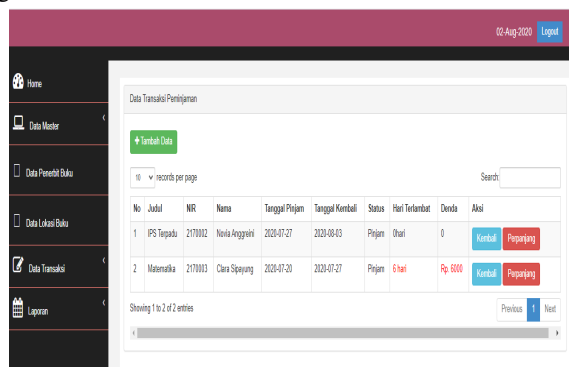 02-Aug-2020 Logout
Home
Data Master
Data Penerbit Buku
Data Lokasi Buku
Data Transaksi
Laporan
Data Transaksi Peminjaman
Tambah Data
10 records per page Search:
No Judul NIR Nama Tanggal Pinjam Tanggal Kembali Status Hari Terlambat Denda Aksi
1 IPS Terpadu 2170002 Novia Anggreini 2020-07-27 2020-08-03 Pinjam 0hari 0 Kembali Perpanjang
2 Matematika 2170003 Clara Sipayung 2020-07-20 2020-07-27 Pinjam 6 hari Rp. 6000 Kembali Perpanjang
Showing 1 to 2 of 2 entries Previous 1 Next